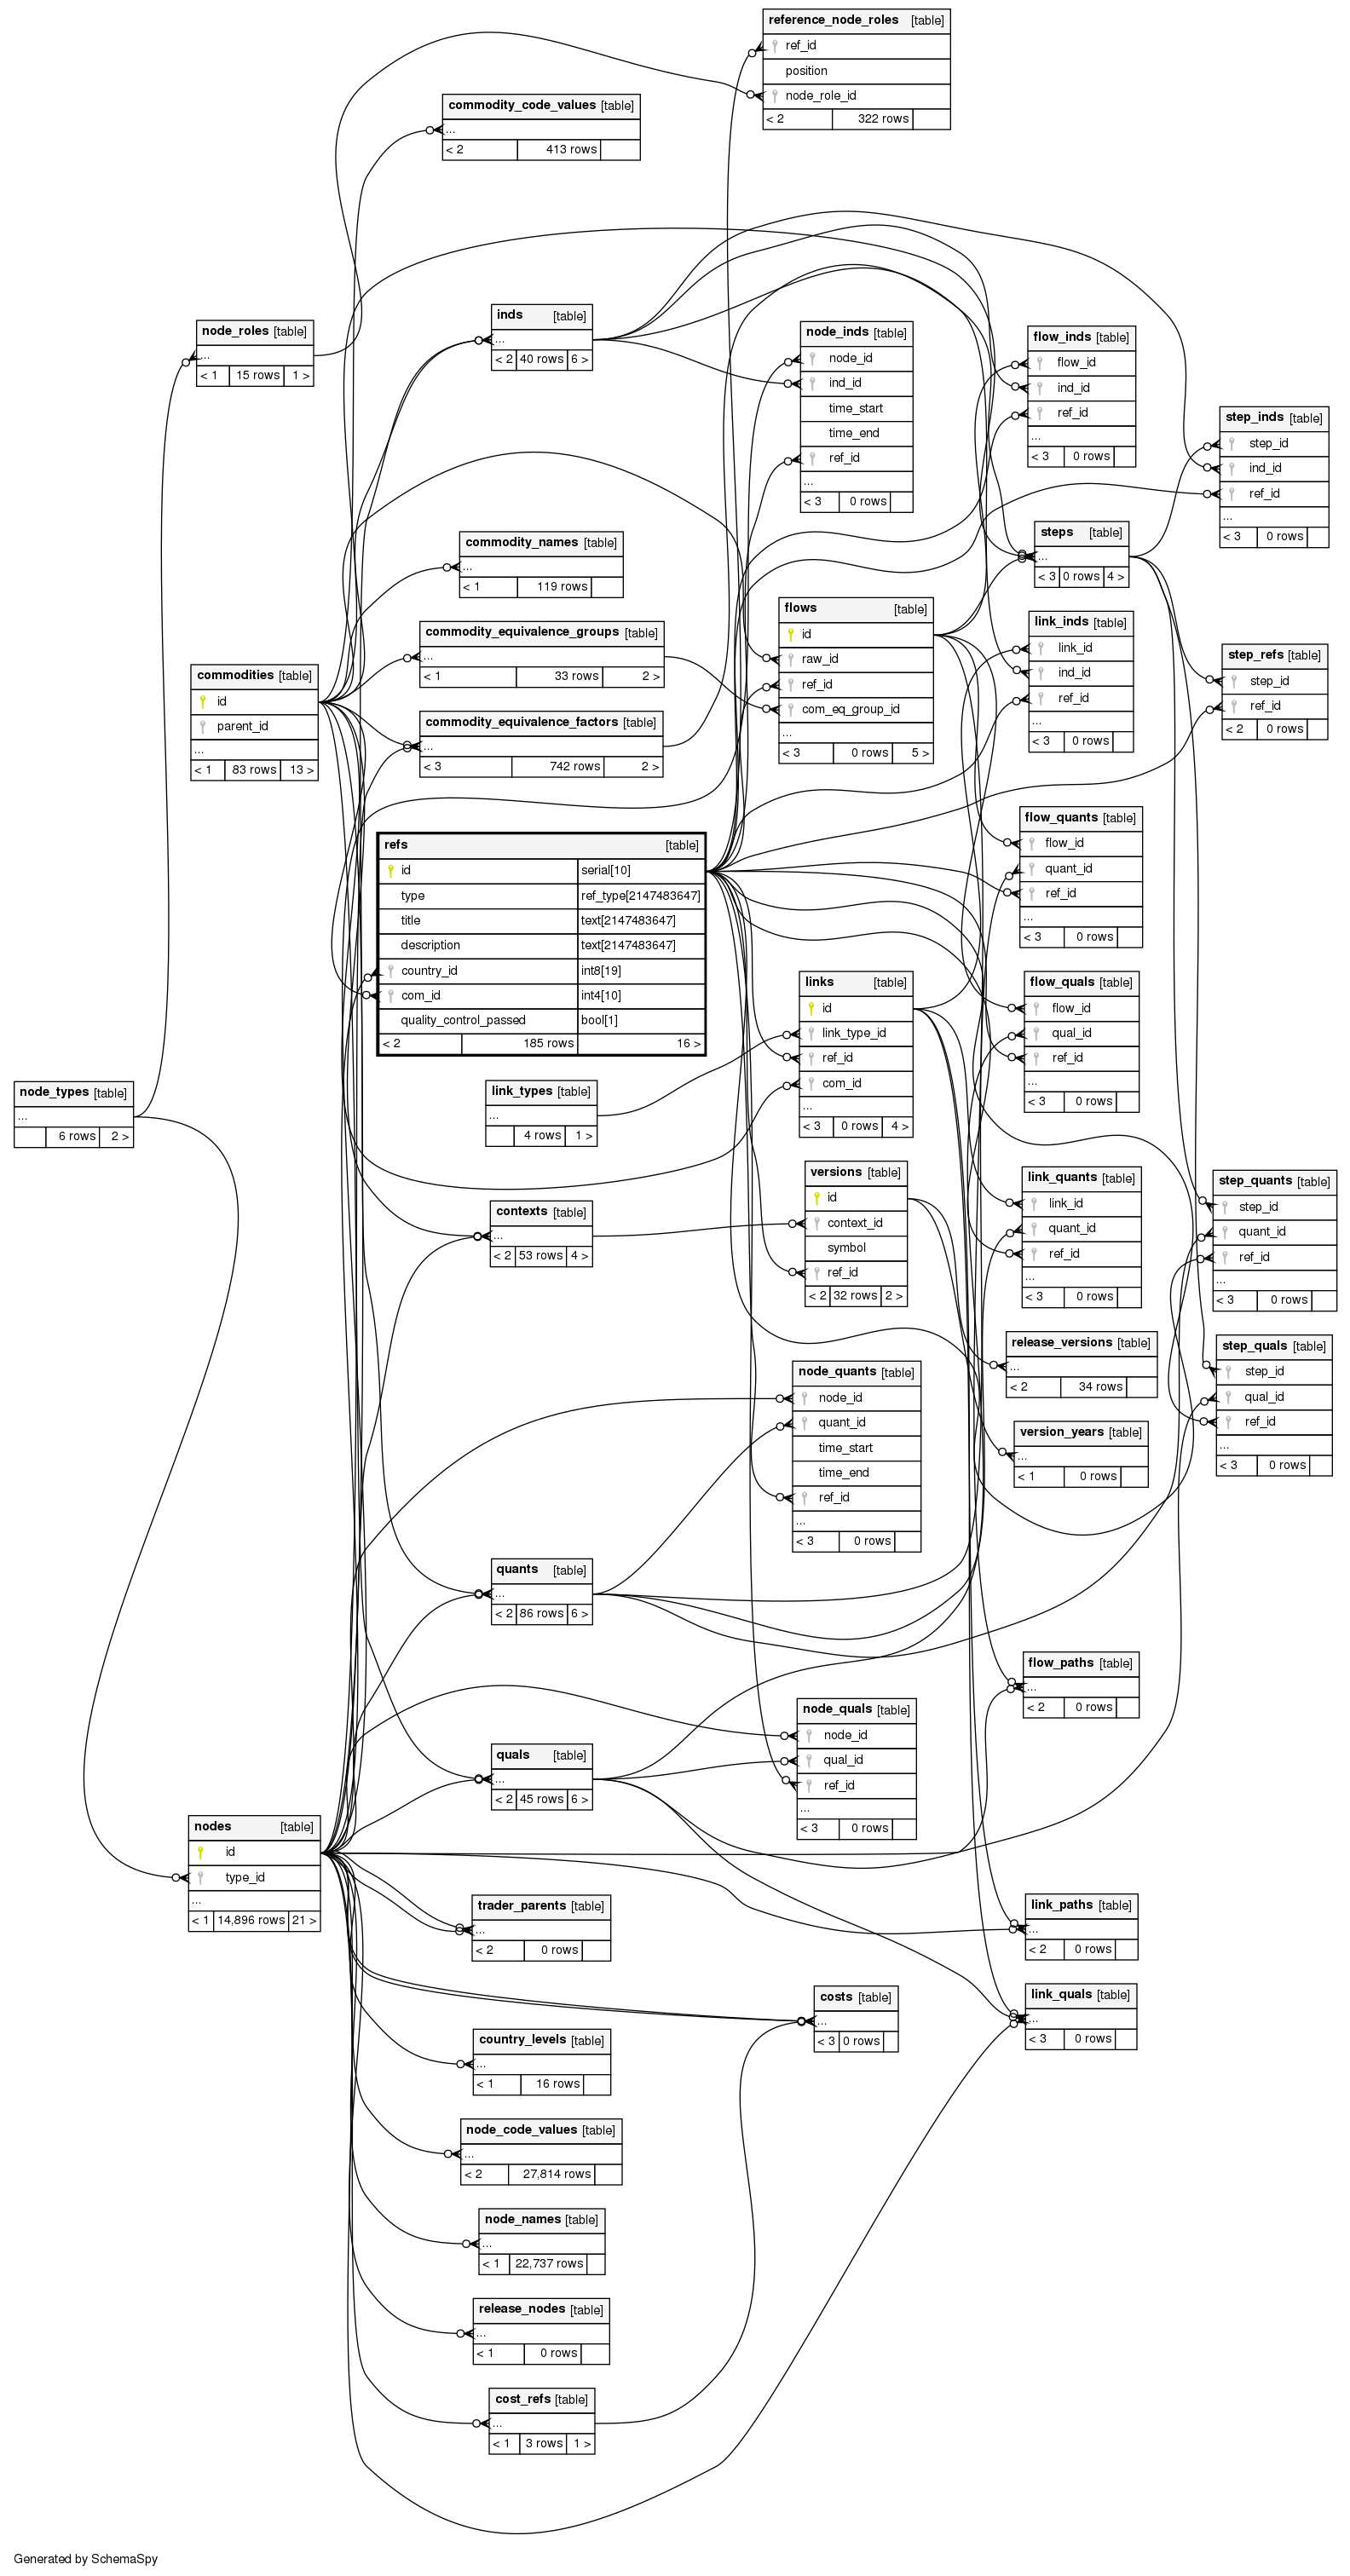 reference_node_roles [table]
ref_id
position
node_role_id
< 2 322 rows
commodity_code_values [table]
...
< 2 413 rows
node_roles [table]
...
< 1 15 rows 1 >
inds [table]
...
< 2 40 rows 6 >
node_inds [table]
node_id
ind_id
time_start
time_end
ref_id
...
< 3 0 rows
flow_inds [table]
flow_id
ind_id
ref_id
...
< 3 0 rows
step_inds [table]
step_id
ind_id
ref_id
...
< 3 0 rows
commodity_names [table]
...
< 1 119 rows
steps [table]
...
< 3 0 rows 4 >
commodity_equivalence_groups [table]
...
< 1 33 rows 2 >
flows [table]
id
raw_id
ref_id
com_eq_group_id
...
< 3 0 rows 5 >
link_inds [table]
link_id
ind_id
ref_id
...
< 3 0 rows
step_refs [table]
step_id
ref_id
< 2 0 rows
commodities [table]
id
parent_id
...
< 1 83 rows 13 >
commodity_equivalence_factors [table]
...
< 3 742 rows 2 >
refs [table]
id serial[10]
type ref_type[2147483647]
title text[2147483647]
description text[2147483647]
country_id int8[19]
com_id int4[10]
quality_control_passed bool[1]
< 2 185 rows 16 >
flow_quants [table]
flow_id
quant_id
ref_id
...
< 3 0 rows
links [table]
id
link_type_id
ref_id
com_id
...
< 3 0 rows 4 >
flow_quals [table]
flow_id
qual_id
ref_id
...
< 3 0 rows
node_types [table]
...
6 rows 2 >
link_types [table]
...
4 rows 1 >
versions [table]
id
context_id
symbol
ref_id
< 2 32 rows 2 >
link_quants [table]
link_id
quant_id
ref_id
...
< 3 0 rows
step_quants [table]
step_id
quant_id
ref_id
...
< 3 0 rows
contexts [table]
...
< 2 53 rows 4 >
release_versions [table]
...
< 2 34 rows
step_quals [table]
step_id
qual_id
ref_id
...
< 3 0 rows
node_quants [table]
node_id
quant_id
time_start
time_end
ref_id
...
< 3 0 rows
version_years [table]
...
< 1 0 rows
quants [table]
...
< 2 86 rows 6 >
flow_paths [table]
...
< 2 0 rows
node_quals [table]
node_id
qual_id
ref_id
...
< 3 0 rows
quals [table]
...
< 2 45 rows 6 >
nodes [table]
id
type_id
...
< 1 14,896 rows 21 >
trader_parents [table]
...
< 2 0 rows
link_paths [table]
...
< 2 0 rows
costs [table]
...
< 3 0 rows
link_quals [table]
...
< 3 0 rows
country_levels [table]
...
< 1 16 rows
node_code_values [table]
...
< 2 27,814 rows
node_names [table]
...
< 1 22,737 rows
release_nodes [table]
...
< 1 0 rows
cost_refs [table]
...
< 1 3 rows 1 >
Generated by SchemaSpy